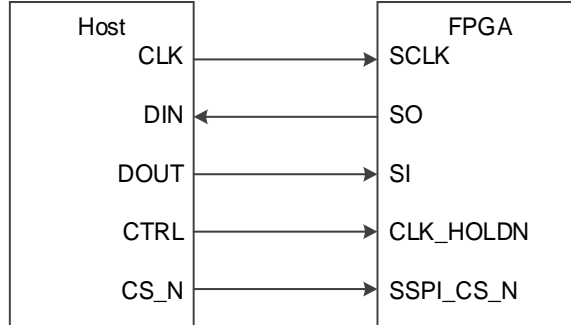 Host FPGA
CLK SCLK
DIN SO
DOUT SI
CTRL CLK_HOLDN
CS_N SSPI_CS_N